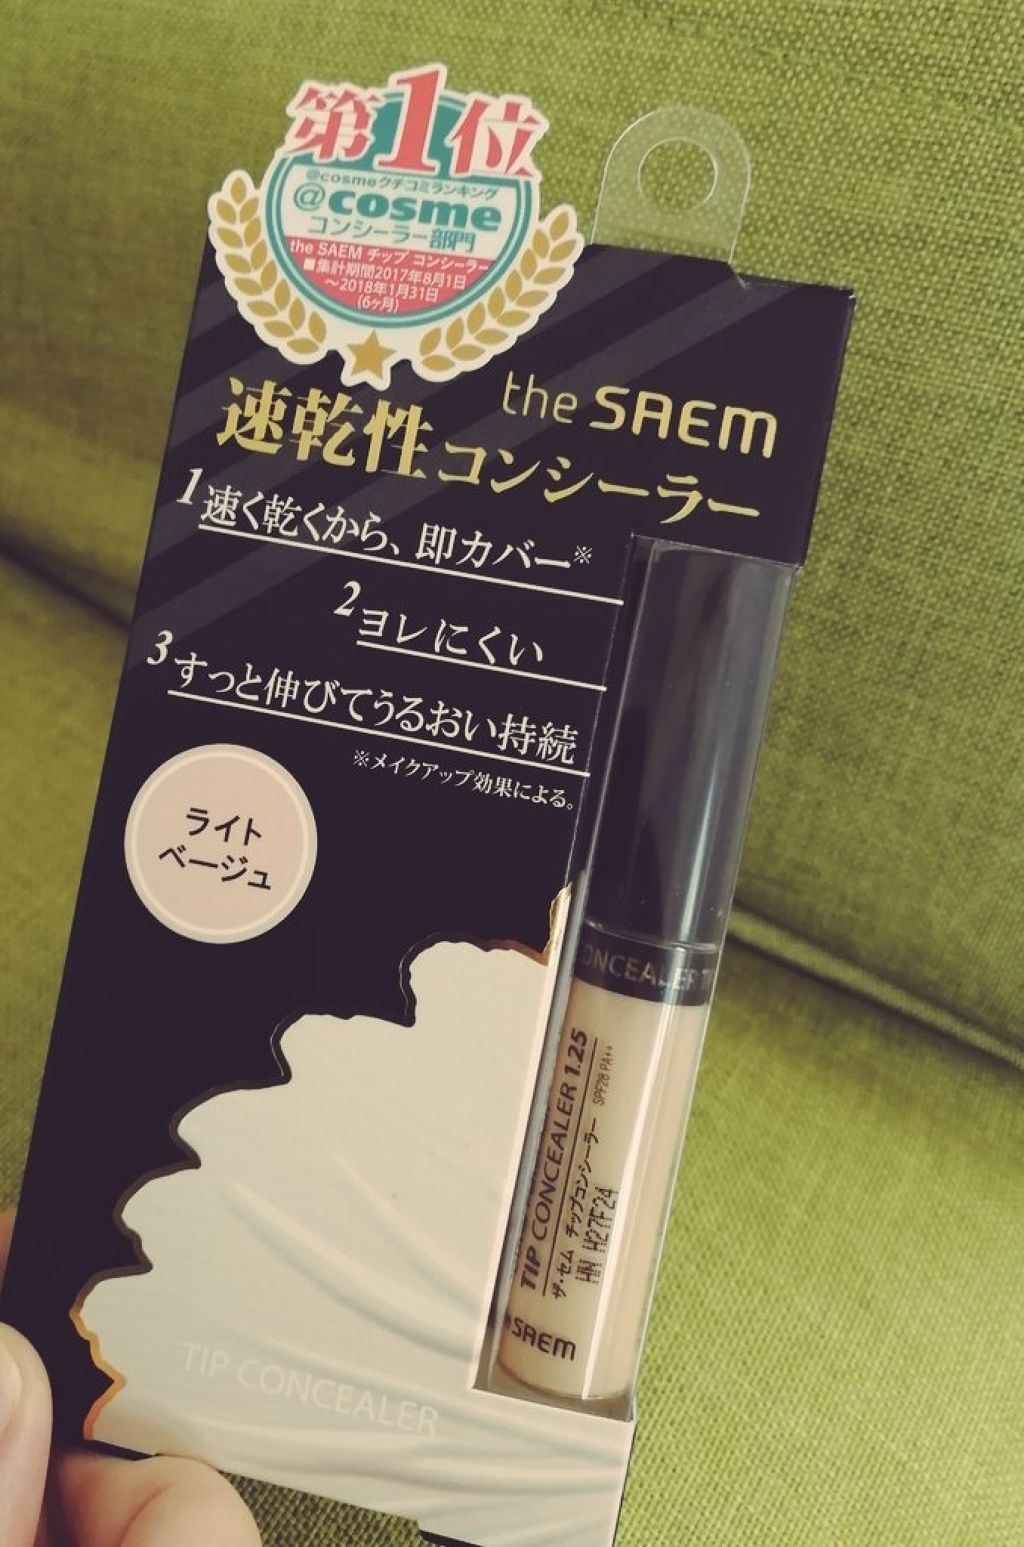 第1位
@cosmeクチコミランキング
@cosme
コンシーラー部門
the SAEM チップ コンシーラー
■集計期間2017年8月1日
～2018年1月31日
(6ヶ月)
the SAEM
速乾性コンシーラー
1 速く乾くから、即カバー※
2 ヨレにくい
3 すっと伸びてうるおい持続
※メイクアップ効果による。
ライト
ベージュ
ONCEALER T
TIP CONCEALER 1.25
SPF28 PA++
ザ・セム チップコンシーラー
HN H27F24
SAEM
TIP CONCEALER